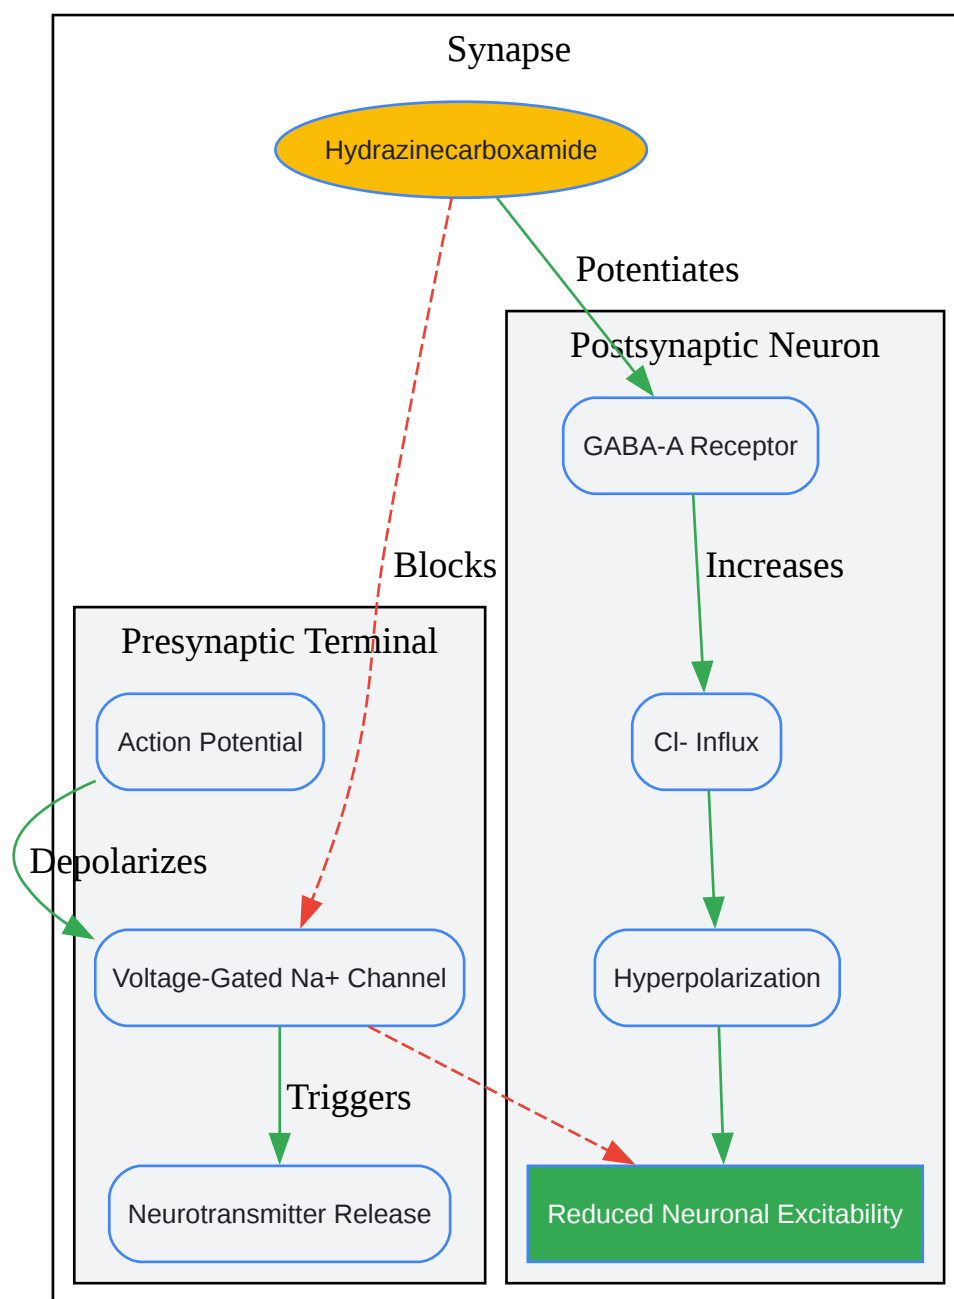 Synapse
Hydrazinecarboxamide
Potentiates
Postsynaptic Neuron
GABA-A Receptor
Blocks
Increases
Presynaptic Terminal
Action Potential
Cl- Influx
Depolarizes
Voltage-Gated Na+ Channel
Hyperpolarization
Triggers
Neurotransmitter Release
Reduced Neuronal Excitability